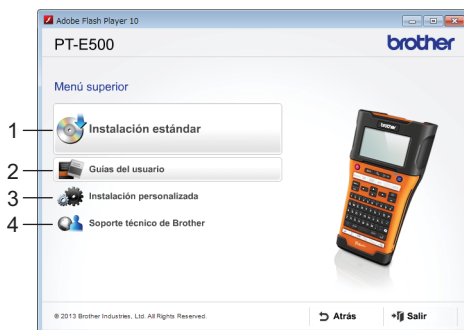 Adobe Flash Player 10
PT-E500
brother
Menú superior
1
Instalación estándar
2
Guías del usuario
3
Instalación personalizada
4
Soporte técnico de Brother
brother
© 2013 Brother Industries, Ltd. All Rights Reserved.
Atrás
Salir